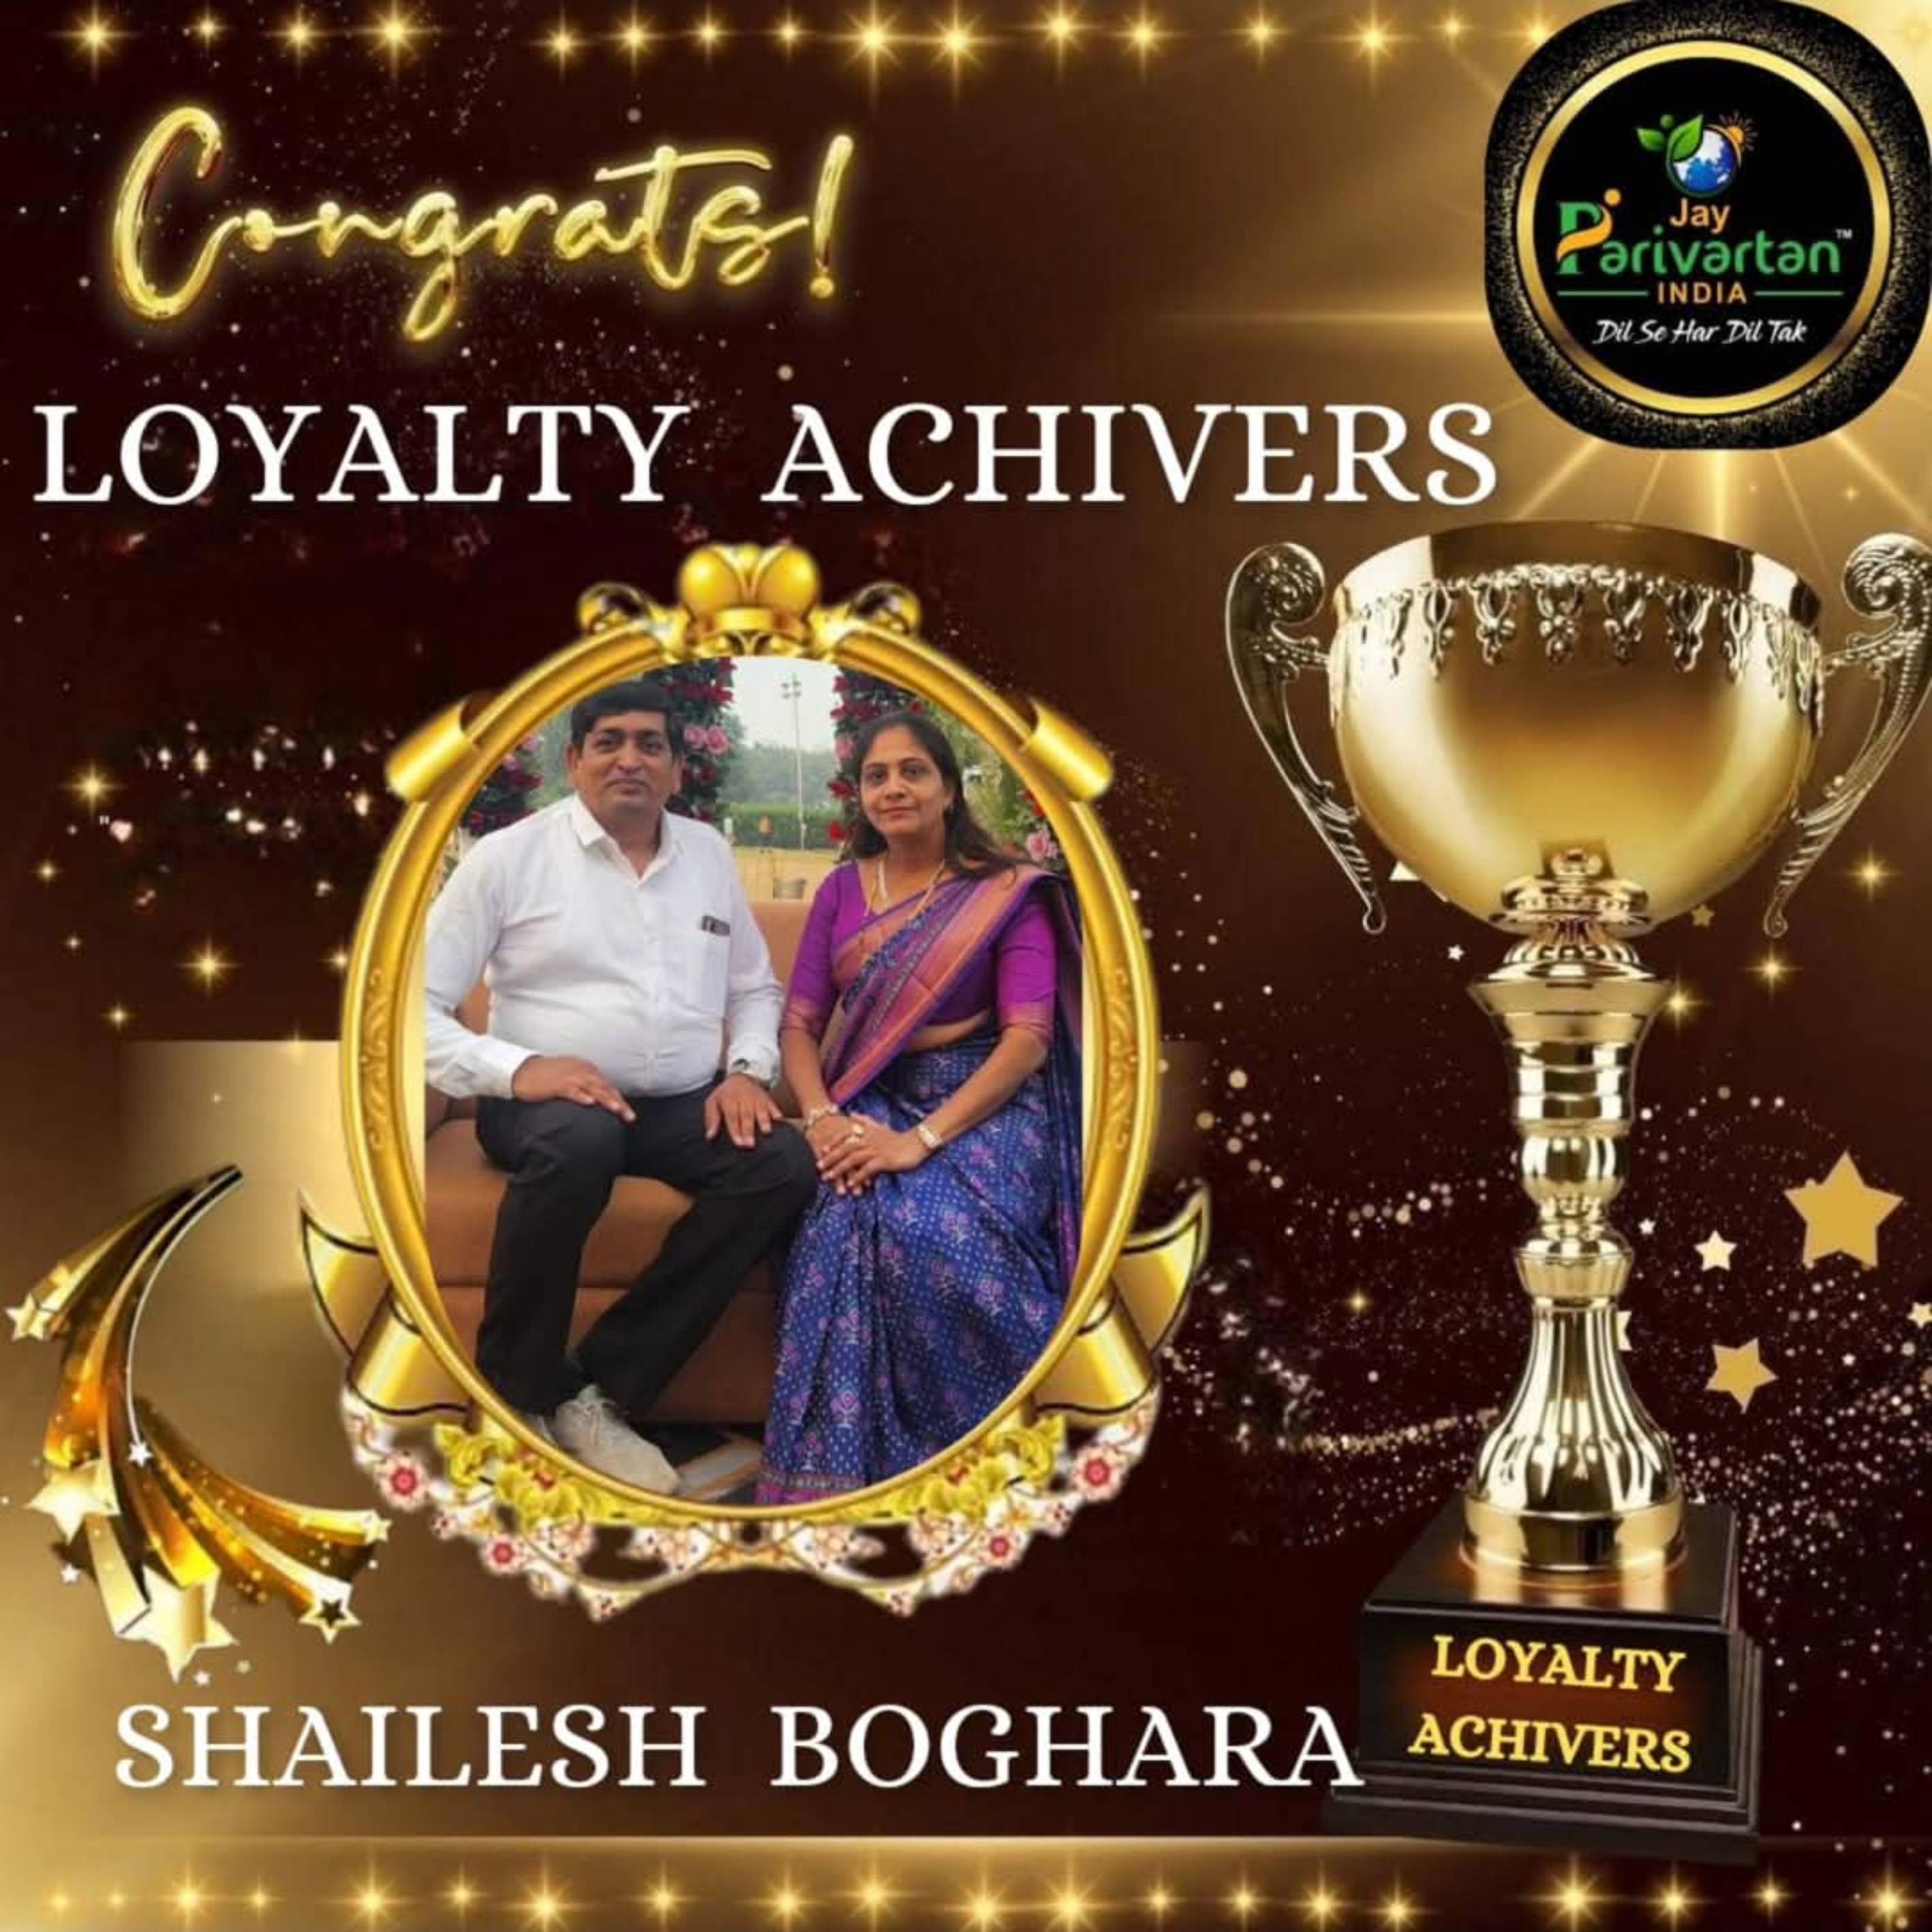 Congrats!
Jay
Parivartan™
INDIA
Dil Se Har Dil Tak
LOYALTY ACHIVERS
LOYALTY
ACHIVERS
SHAILESH BOGHARA